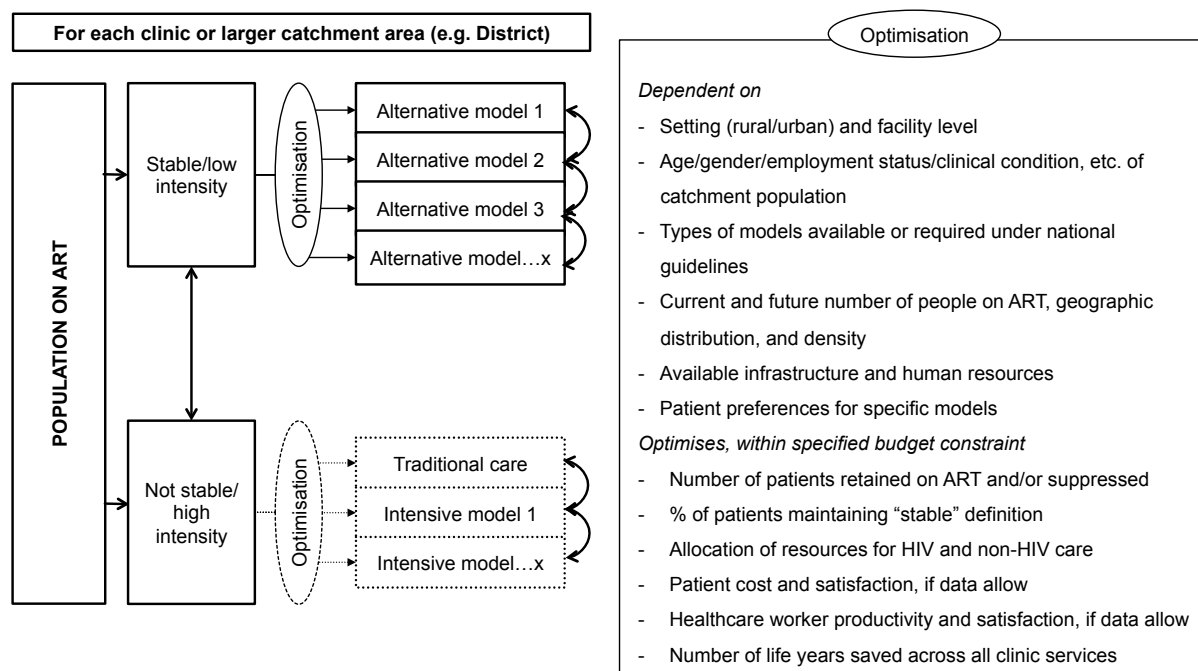 For each clinic or larger catchment area (e.g. District)
POPULATION ON ART
Stable/low
intensity
Optimisation
Alternative model 1
Alternative model 2
Alternative model 3
Alternative model…x
Not stable/
high
intensity
Optimisation
Traditional care
Intensive model 1
Intensive model…x
Optimisation
Dependent on
- Setting (rural/urban) and facility level
- Age/gender/employment status/clinical condition, etc. of
catchment population
- Types of models available or required under national
guidelines
- Current and future number of people on ART, geographic
distribution, and density
- Available infrastructure and human resources
- Patient preferences for specific models
Optimises, within specified budget constraint
- Number of patients retained on ART and/or suppressed
- % of patients maintaining “stable” definition
- Allocation of resources for HIV and non-HIV care
- Patient cost and satisfaction, if data allow
- Healthcare worker productivity and satisfaction, if data allow
- Number of life years saved across all clinic services